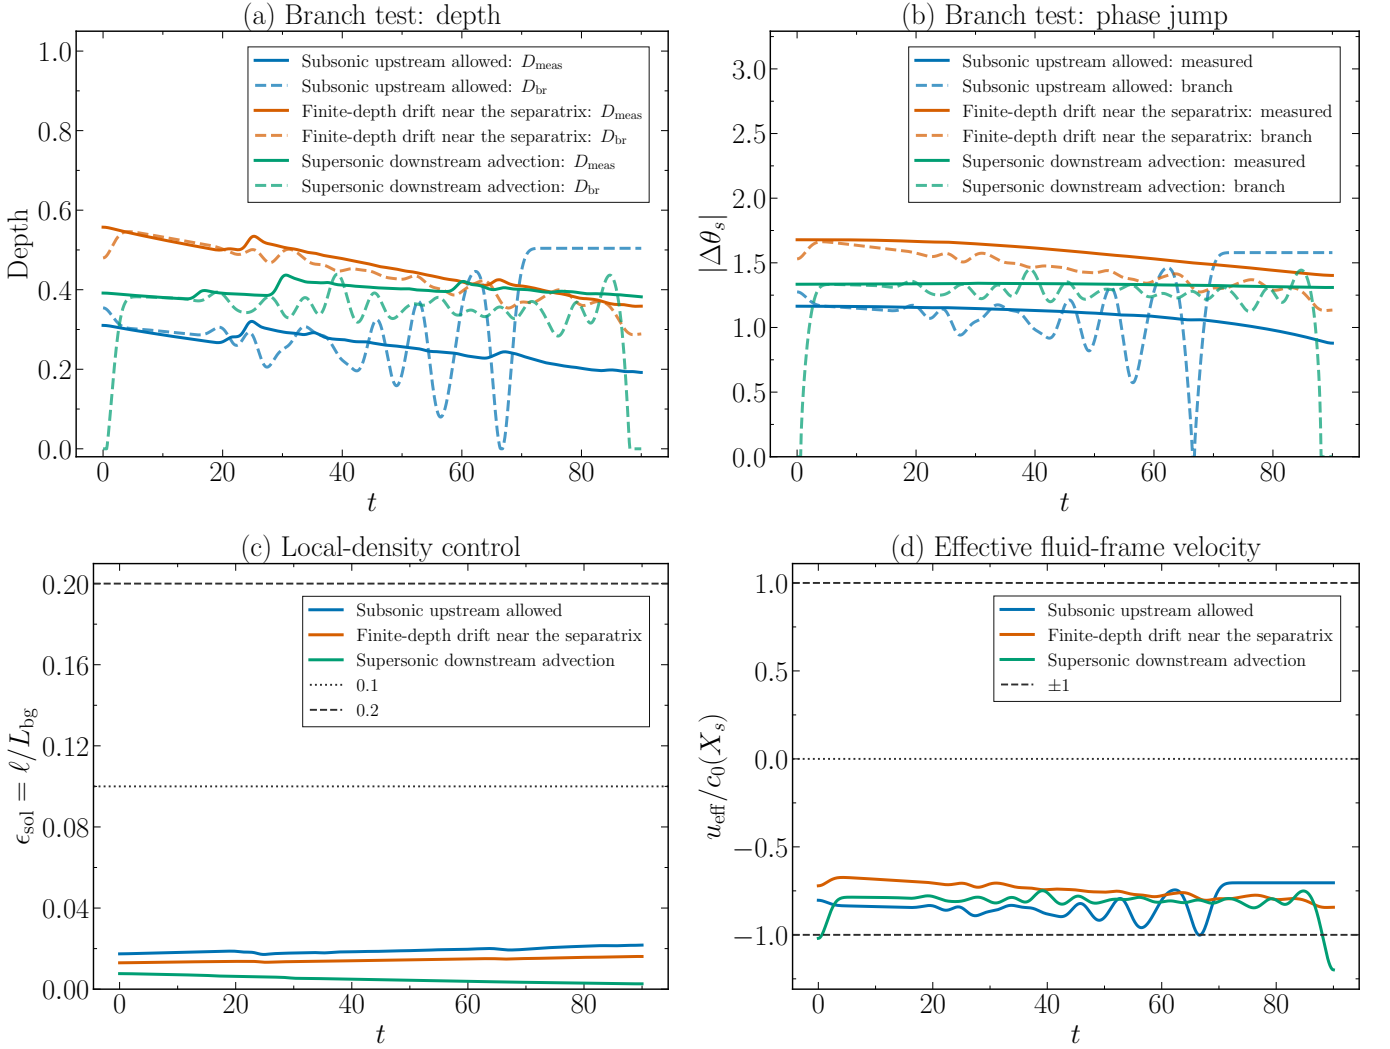 (a) Branch test: depth
Depth
1.0
0.8
0.6
0.4
0.2
0.0
0
20
40
60
80
t
Subsonic upstream allowed: D_meas
Subsonic upstream allowed: D_br
Finite-depth drift near the separatrix: D_meas
Finite-depth drift near the separatrix: D_br
Supersonic downstream advection: D_meas
Supersonic downstream advection: D_br
(b) Branch test: phase jump
|Δθ_s|
3.0
2.5
2.0
1.5
1.0
0.5
0.0
0
20
40
60
80
t
Subsonic upstream allowed: measured
Subsonic upstream allowed: branch
Finite-depth drift near the separatrix: measured
Finite-depth drift near the separatrix: branch
Supersonic downstream advection: measured
Supersonic downstream advection: branch
(c) Local-density control
ϵ_sol = ℓ/L_bg
0.20
0.16
0.12
0.08
0.04
0.00
0
20
40
60
80
t
Subsonic upstream allowed
Finite-depth drift near the separatrix
Supersonic downstream advection
0.1
0.2
(d) Effective fluid-frame velocity
u_eff/c_0(X_s)
1.0
0.5
0.0
−0.5
−1.0
0
20
40
60
80
t
Subsonic upstream allowed
Finite-depth drift near the separatrix
Supersonic downstream advection
±1